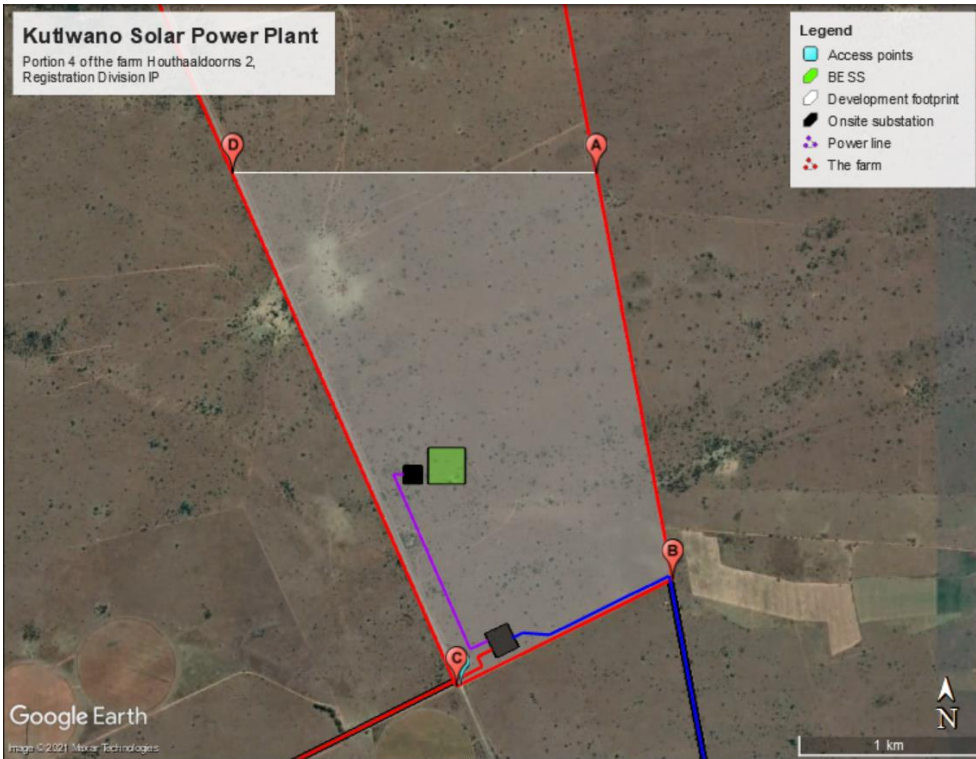 Kutlwano Solar Power Plant
Portion 4 of the farm Houthaaldoorns 2,
Registration Division IP
Legend
Access points
BESS
Development footprint
Onsite substation
Power line
The farm
D
A
B
C
Google Earth
Image © 2021 Maxar Technologies
N
1 km